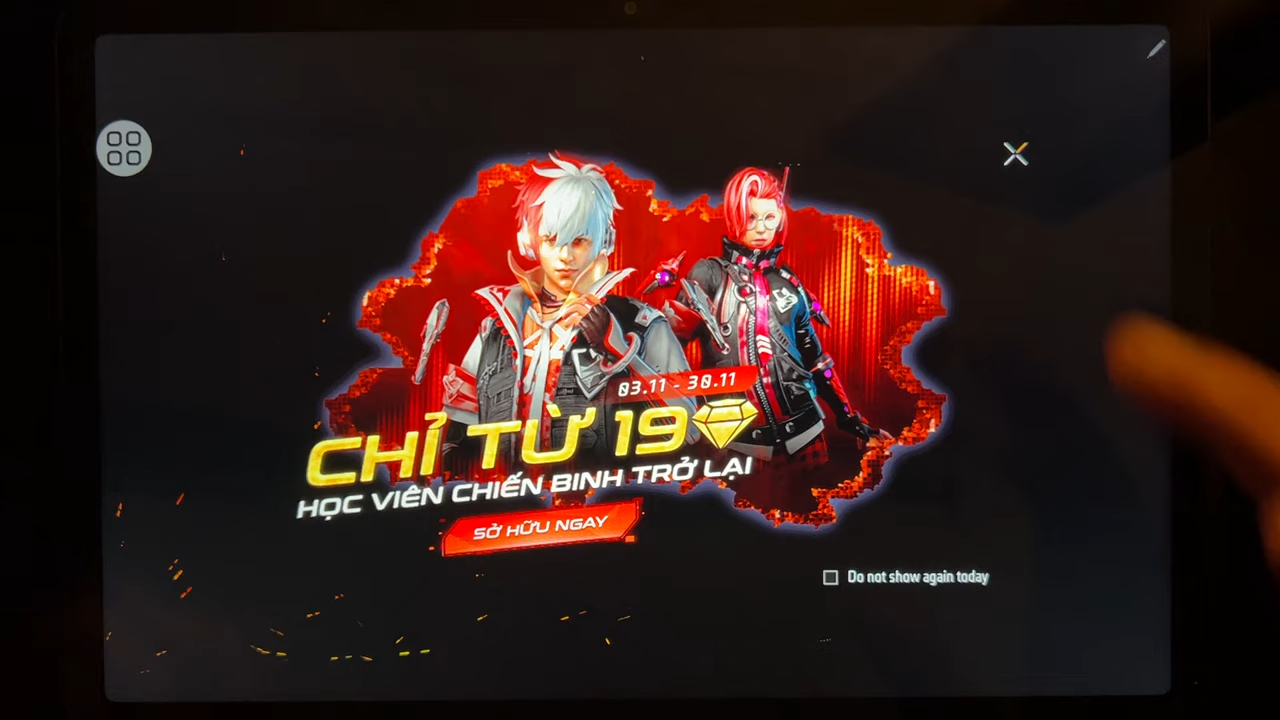 03.11 - 30.11
CHỈ TỪ 19
HỌC VIÊN CHIẾN BINH TRỞ LẠI
SỞ HỮU NGAY
Do not show again today